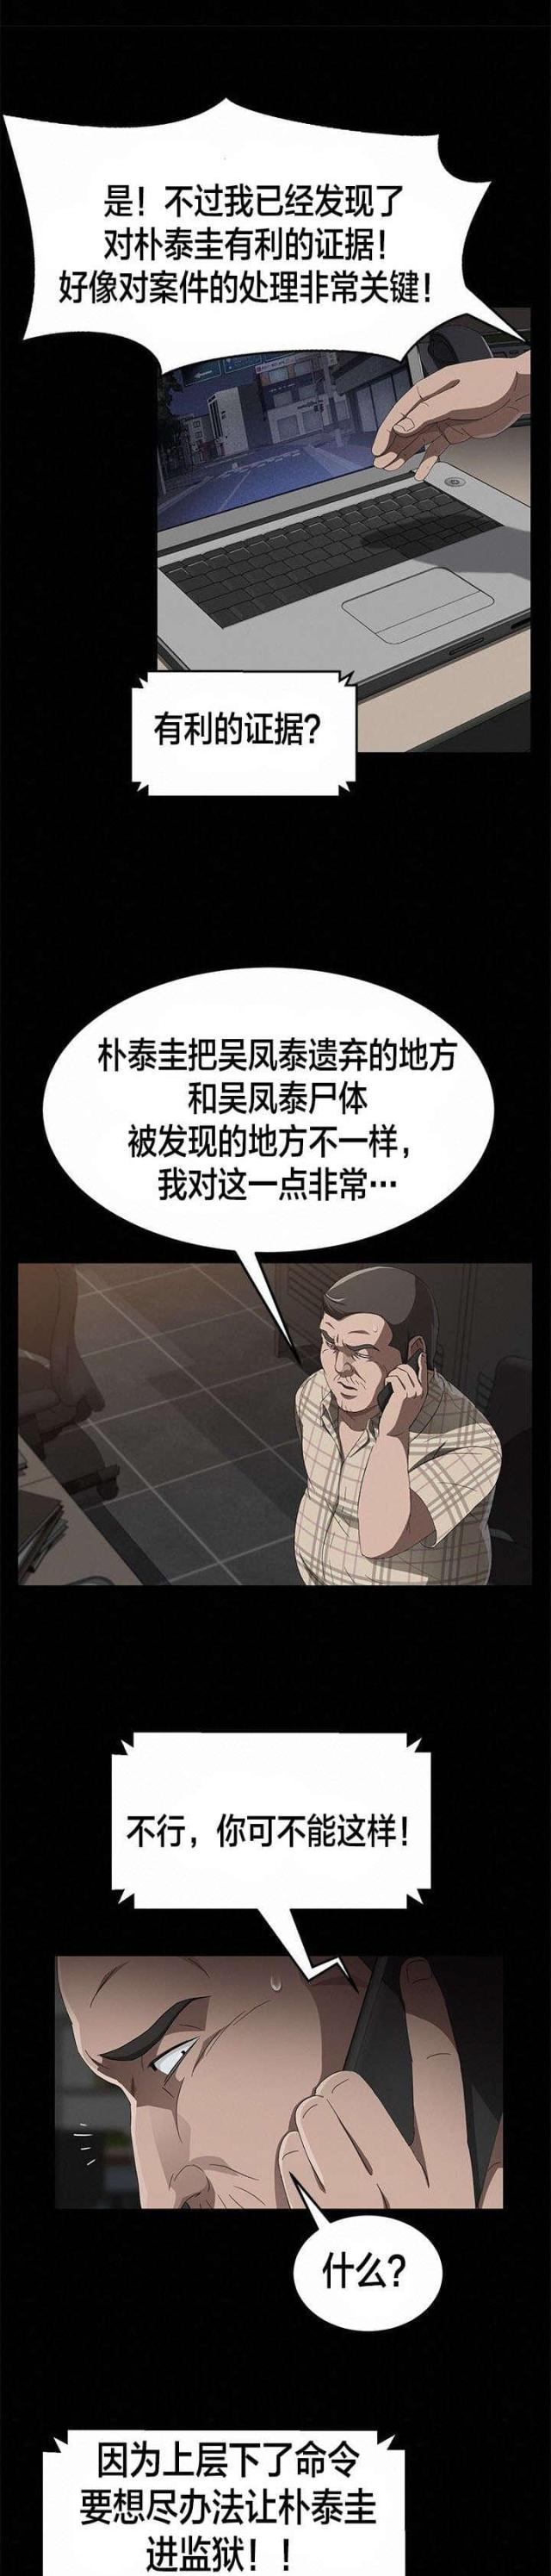 是！不过我已经发现了
对朴泰圭有利的证据！
好像对案件的处理非常关键！
有利的证据？
朴泰圭把吴凤泰遗弃的地方
和吴凤泰尸体
被发现的地方不一样，
我对这一点非常…
不行，你可不能这样！
什么？
因为上层下了命令
要想尽办法让朴泰圭
进监狱！！